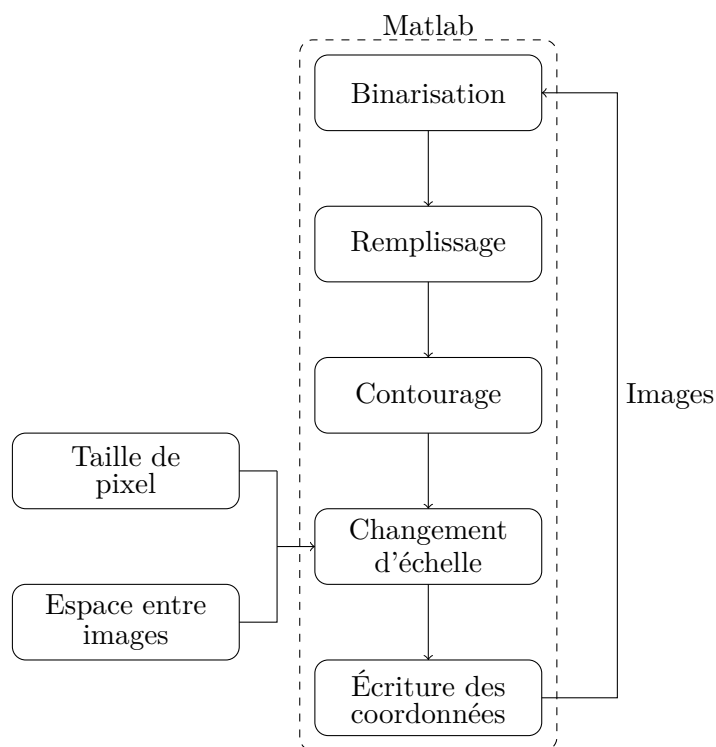 Matlab
Binarisation
Remplissage
Contourage
Images
Taille de
pixel
Changement
d'échelle
Espace entre
images
Écriture des
coordonnées